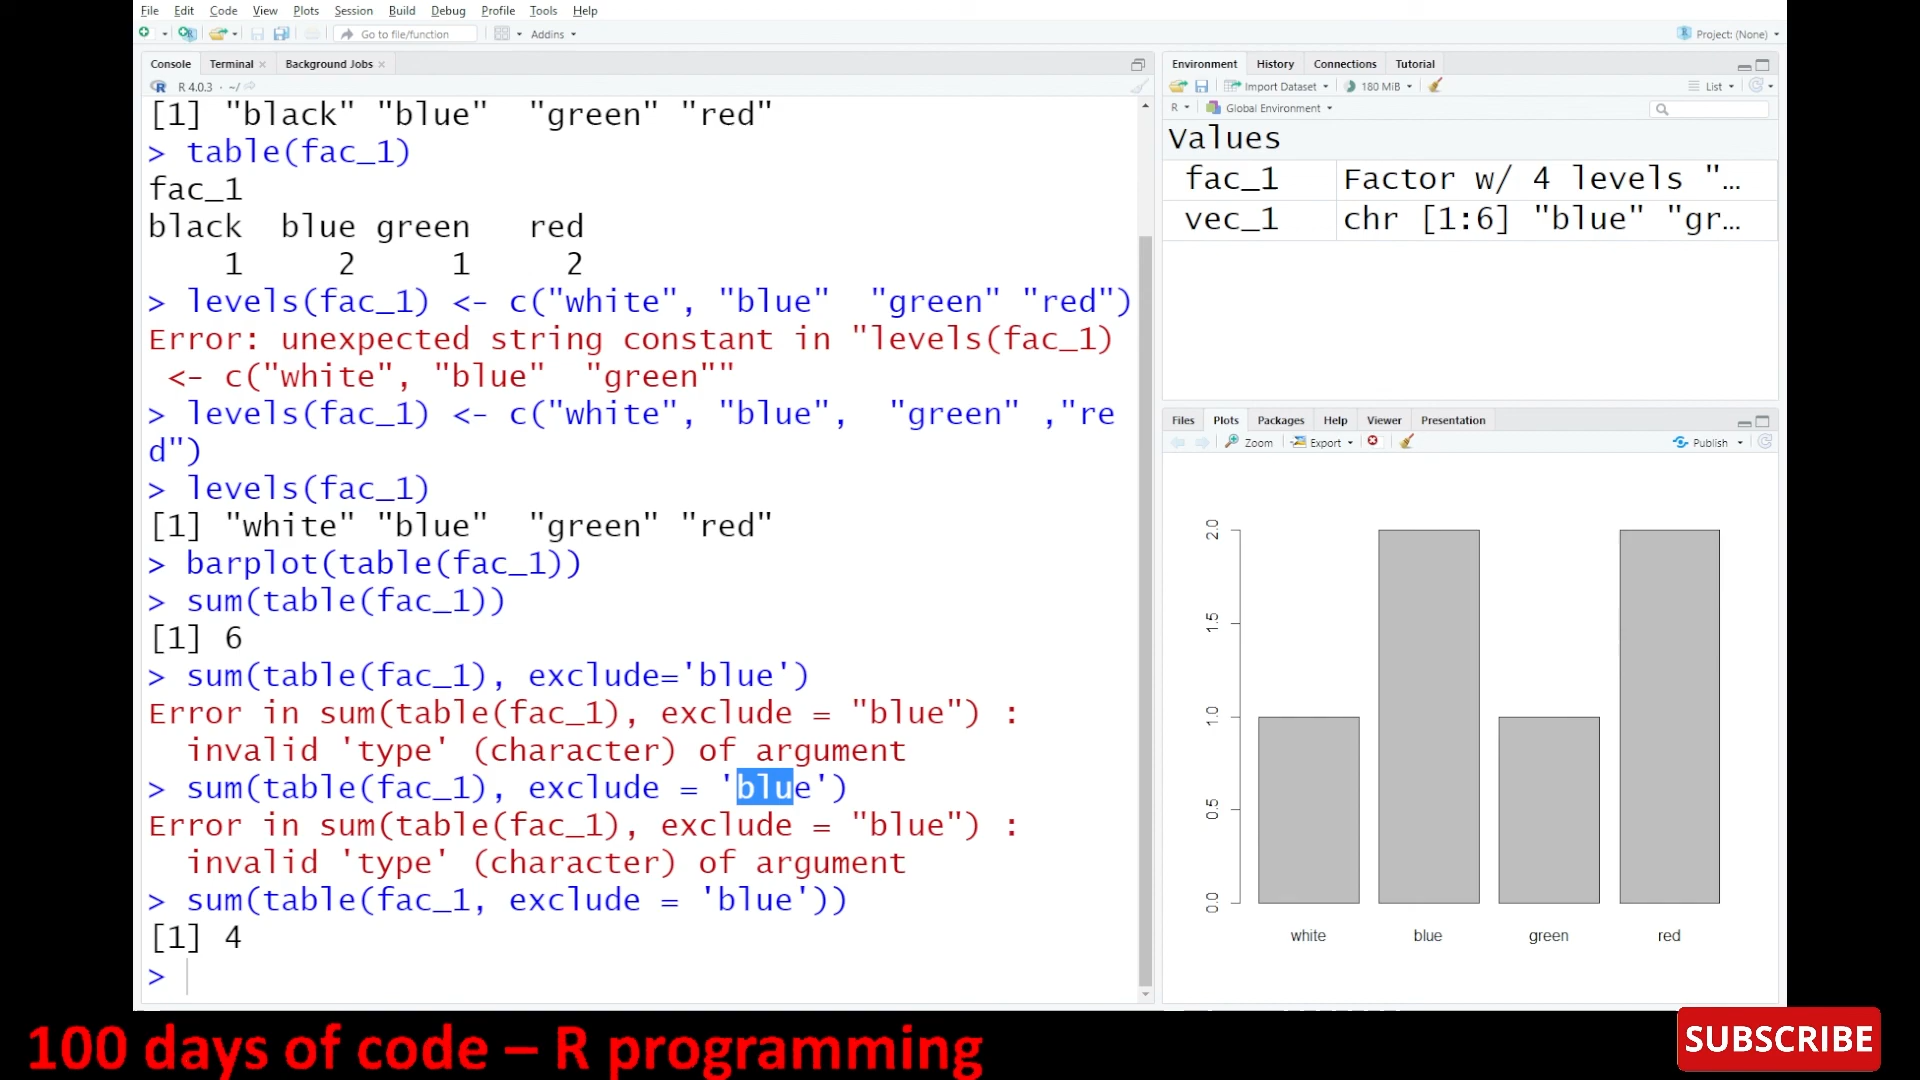 File Edit Code View Plots Session Build Debug Profile Tools Help
Go to file/function Addins Project: (None)
Console Terminal Background Jobs
R 4.0.3 · ~/
[1] "black" "blue"  "green" "red"
> table(fac_1)
fac_1
black  blue green   red
    1     2     1     2
> levels(fac_1) <- c("white", "blue"  "green" "red")
Error: unexpected string constant in "levels(fac_1)
 <- c("white", "blue"  "green""
> levels(fac_1) <- c("white", "blue",  "green" ,"re
d")
> levels(fac_1)
[1] "white" "blue"  "green" "red"
> barplot(table(fac_1))
> sum(table(fac_1))
[1] 6
> sum(table(fac_1), exclude='blue')
Error in sum(table(fac_1), exclude = "blue") :
  invalid 'type' (character) of argument
> sum(table(fac_1), exclude = 'blue')
Error in sum(table(fac_1), exclude = "blue") :
  invalid 'type' (character) of argument
> sum(table(fac_1, exclude = 'blue'))
[1] 4
>
Environment History Connections Tutorial
Import Dataset 180 MiB List
R Global Environment
Values
fac_1 Factor w/ 4 levels "…
vec_1 chr [1:6] "blue" "gr…
Files Plots Packages Help Viewer Presentation
Zoom Export Publish
2.0
1.5
1.0
0.5
0.0
white blue green red
100 days of code – R programming
SUBSCRIBE